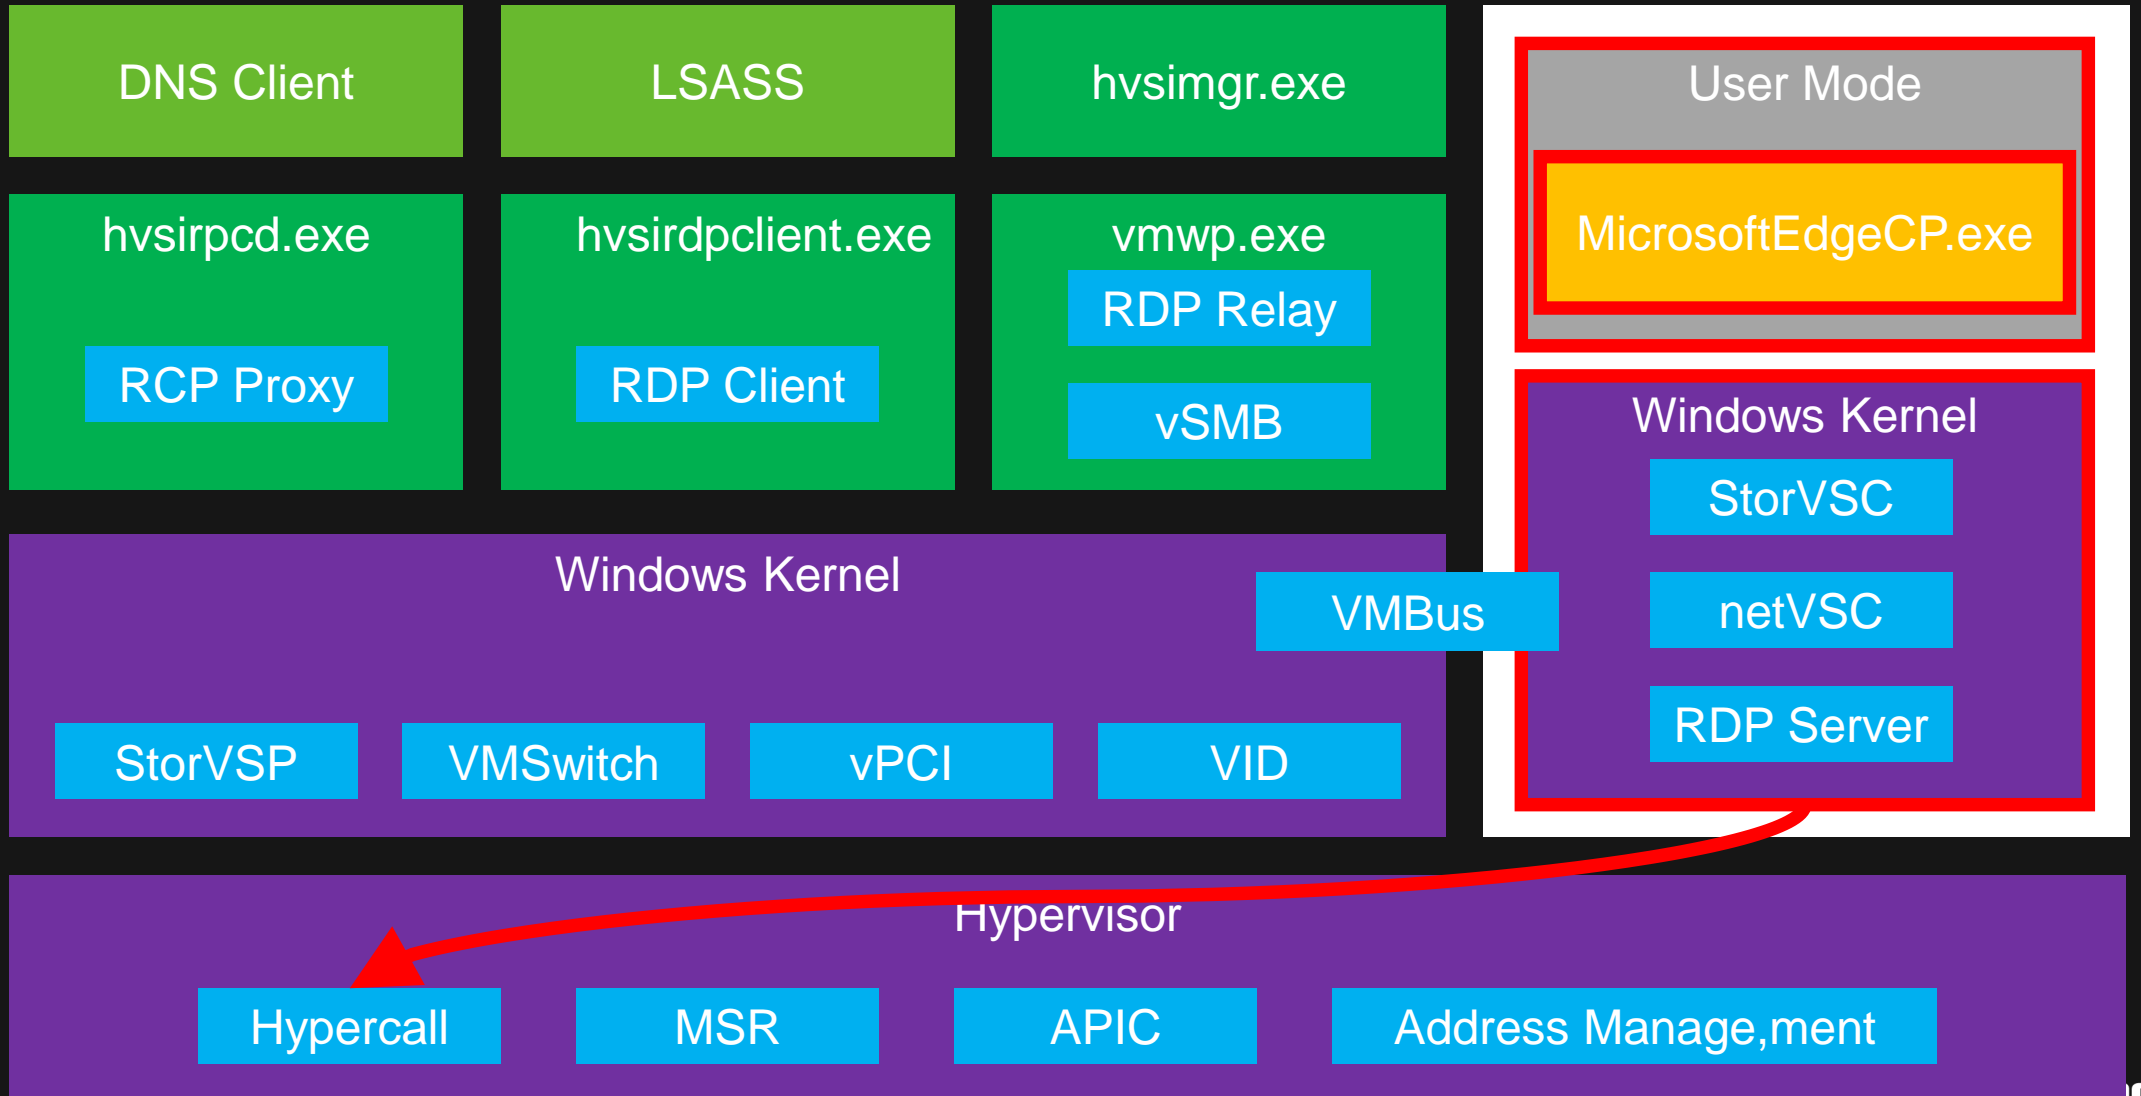 DNS Client
LSASS
hvsimgr.exe
User Mode
MicrosoftEdgeCP.exe
hvsirpcd.exe
RCP Proxy
hvsirdpclient.exe
RDP Client
vmwp.exe
RDP Relay
vSMB
Windows Kernel
StorVSC
netVSC
RDP Server
Windows Kernel
VMBus
StorVSP
VMSwitch
vPCI
VID
Hypervisor
Hypercall
MSR
APIC
Address Manage,ment